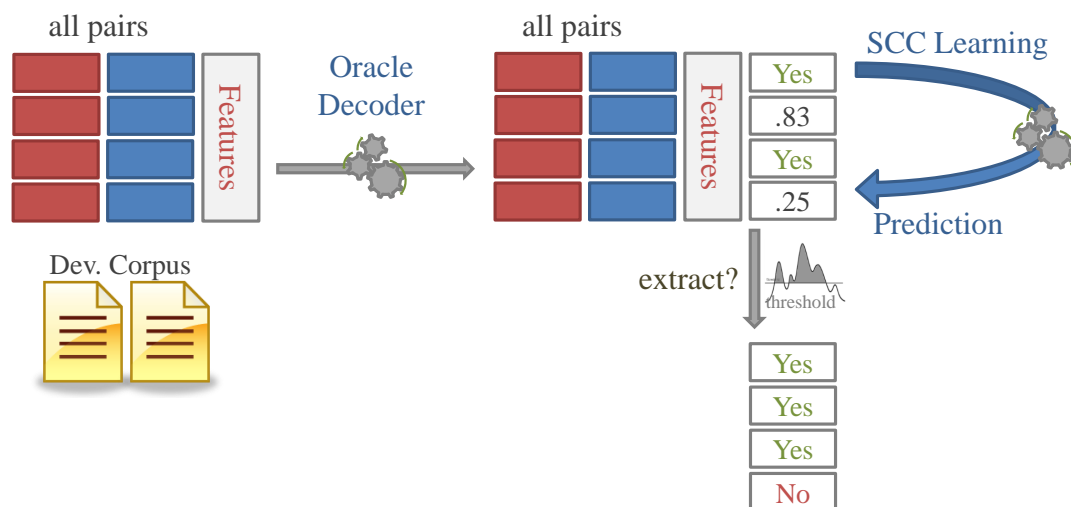 all pairs
Features
Oracle
Decoder
all pairs
Features
Yes
.83
Yes
.25
SCC Learning
Prediction
Dev. Corpus
extract?
threshold
Yes
Yes
Yes
No